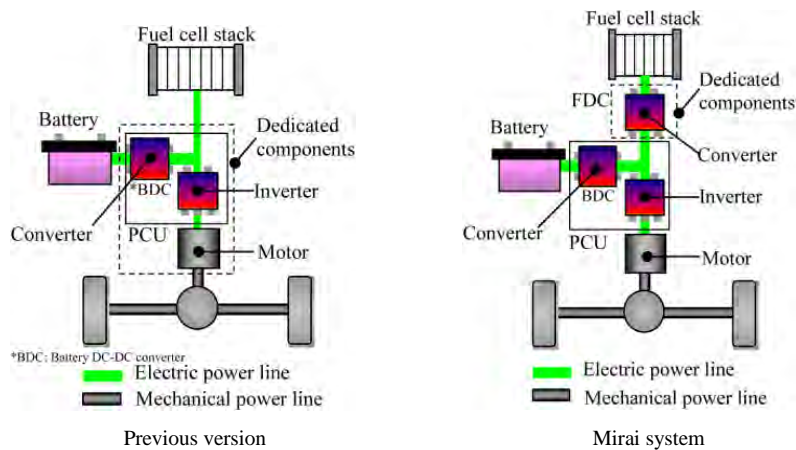 Fuel cell stack
Battery
Dedicated
components
*BDC
Inverter
Converter
PCU
Motor
*BDC: Battery DC-DC converter
Electric power line
Mechanical power line
Previous version
Fuel cell stack
FDC
Dedicated
components
Battery
Converter
BDC
Inverter
Converter
PCU
Motor
Electric power line
Mechanical power line
Mirai system